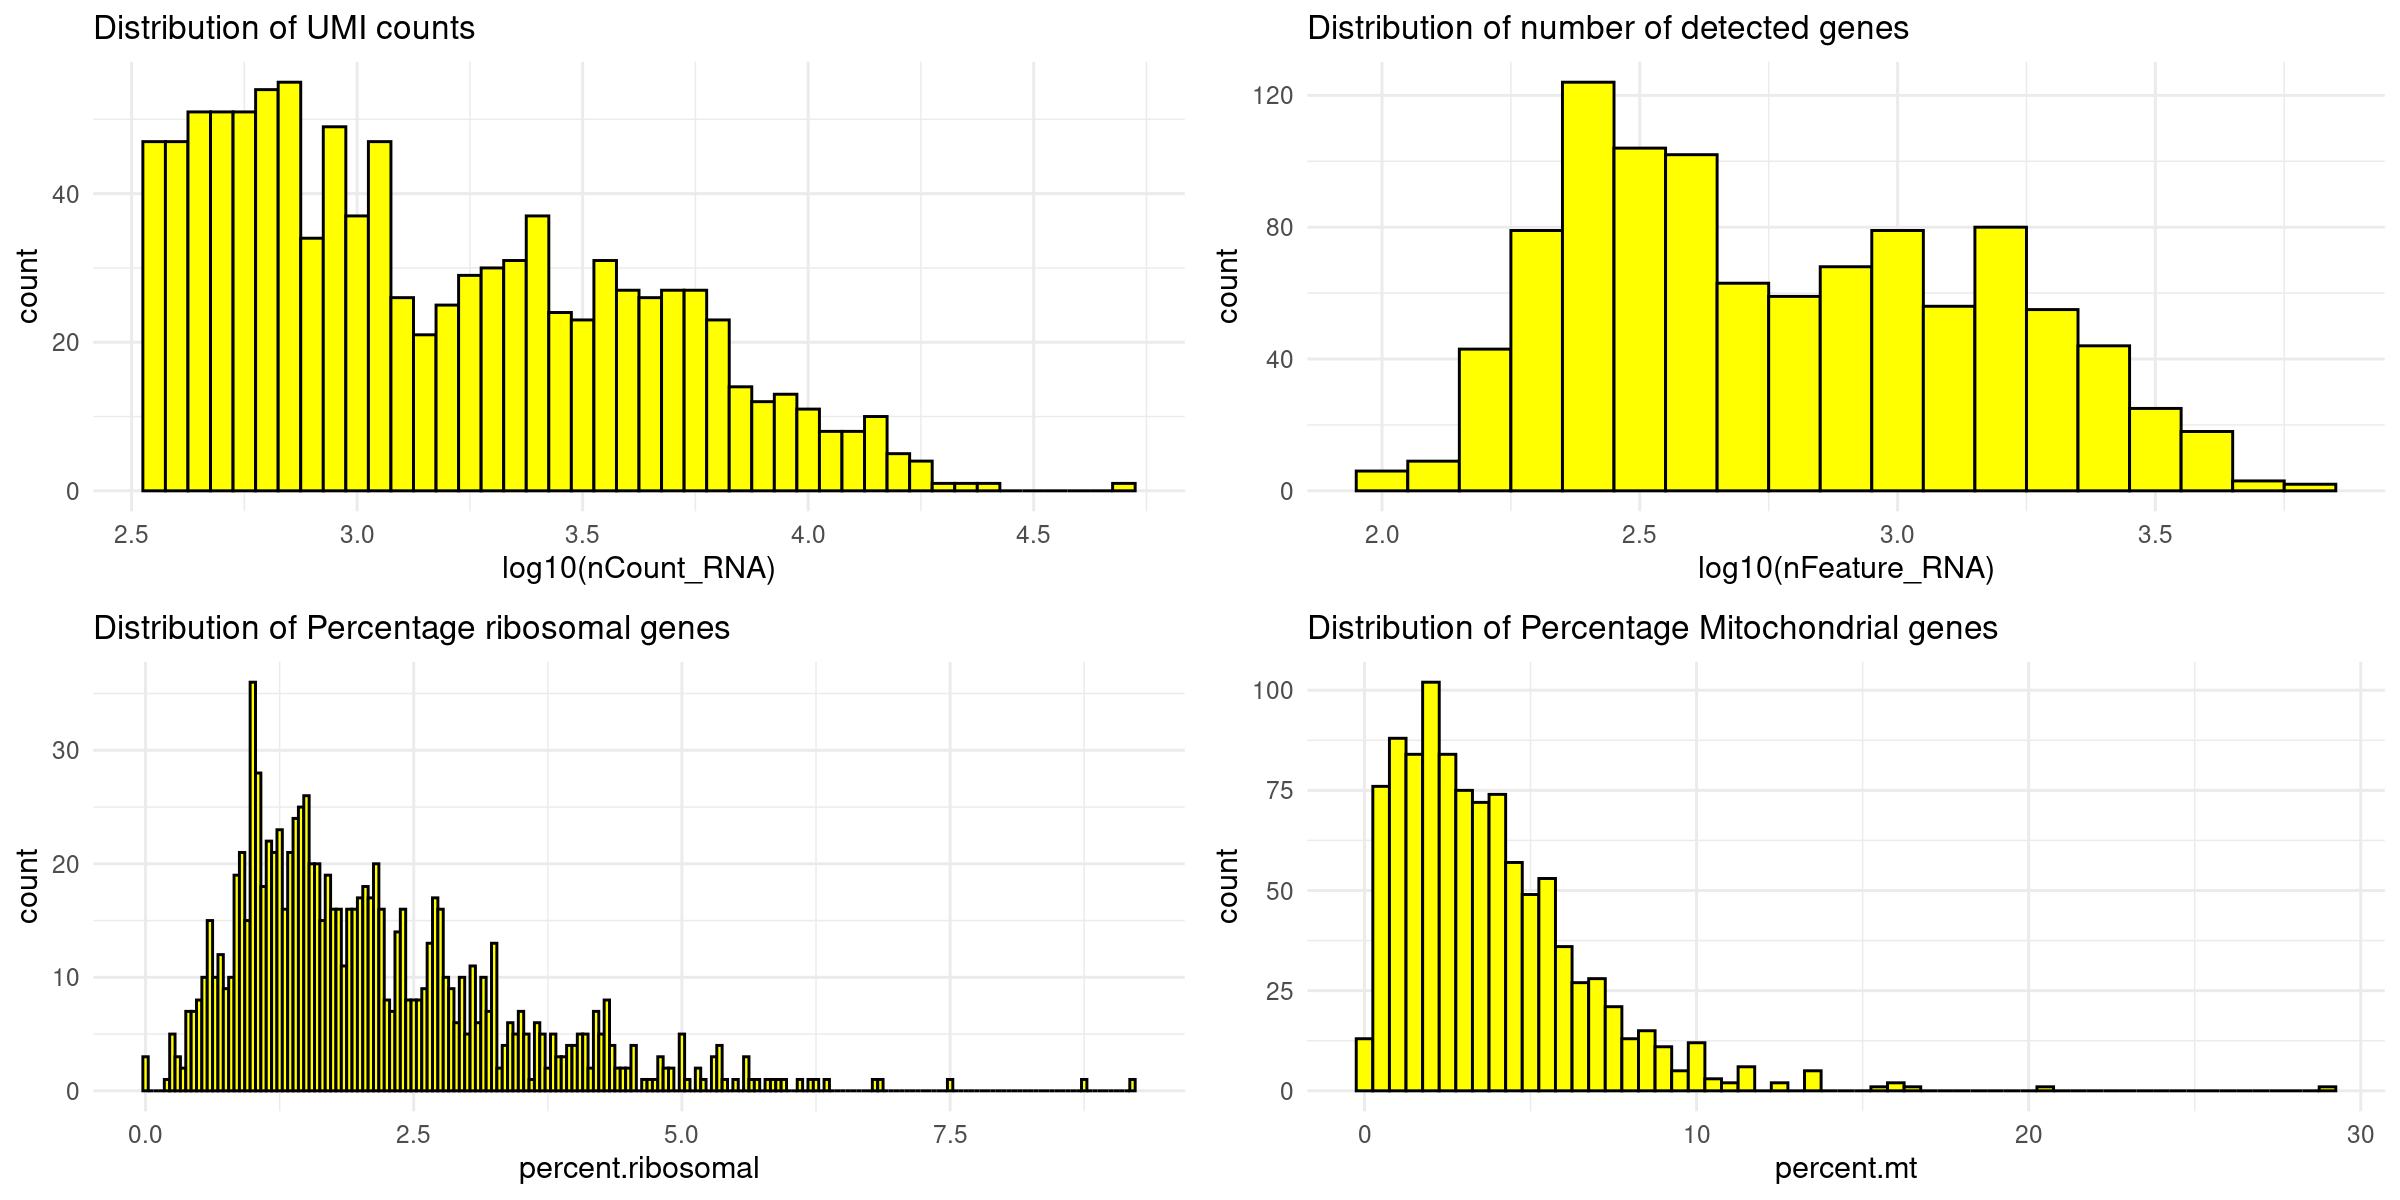 Distribution of UMI counts
count
0
20
40
2.5 3.0 3.5 4.0 4.5
log10(nCount_RNA)
Distribution of number of detected genes
count
0
40
80
120
2.0 2.5 3.0 3.5
log10(nFeature_RNA)
Distribution of Percentage ribosomal genes
count
0
10
20
30
0.0 2.5 5.0 7.5
percent.ribosomal
Distribution of Percentage Mitochondrial genes
count
0
25
50
75
100
0 10 20 30
percent.mt